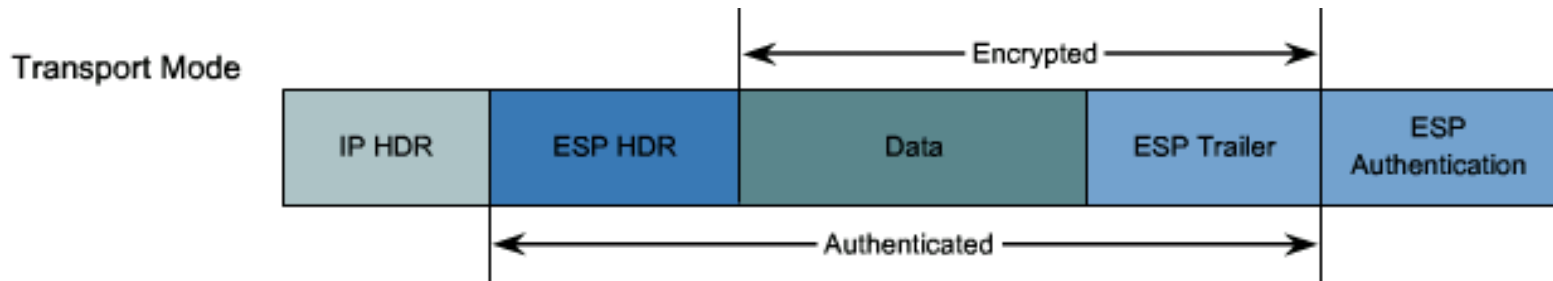 Encrypted
Transport Mode
IP HDR
ESP HDR
Data
ESP Trailer
ESP
Authentication
Authenticated